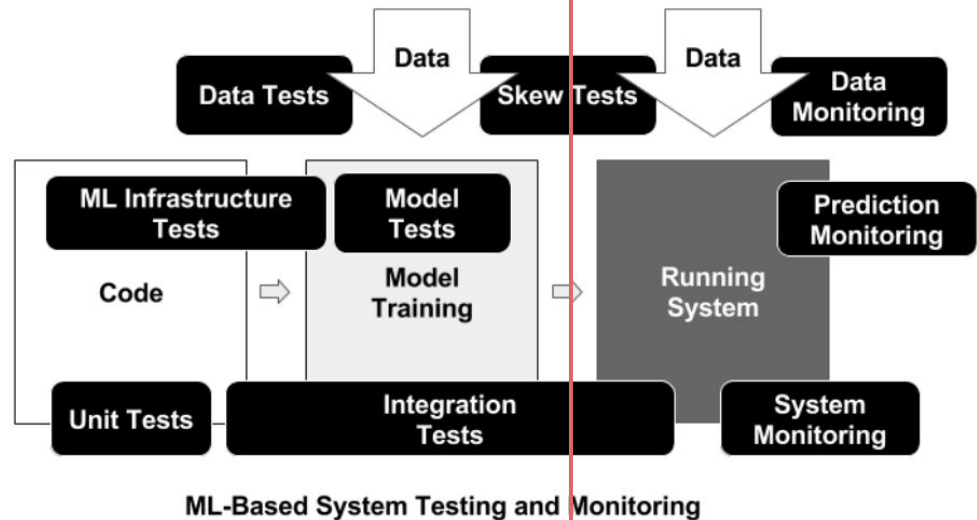 Data
Data
Data Tests
Skew Tests
Data
Monitoring
ML Infrastructure
Tests
Model
Tests
Prediction
Monitoring
Code
Model
Training
Running
System
Unit Tests
Integration
Tests
System
Monitoring
ML-Based System Testing and Monitoring